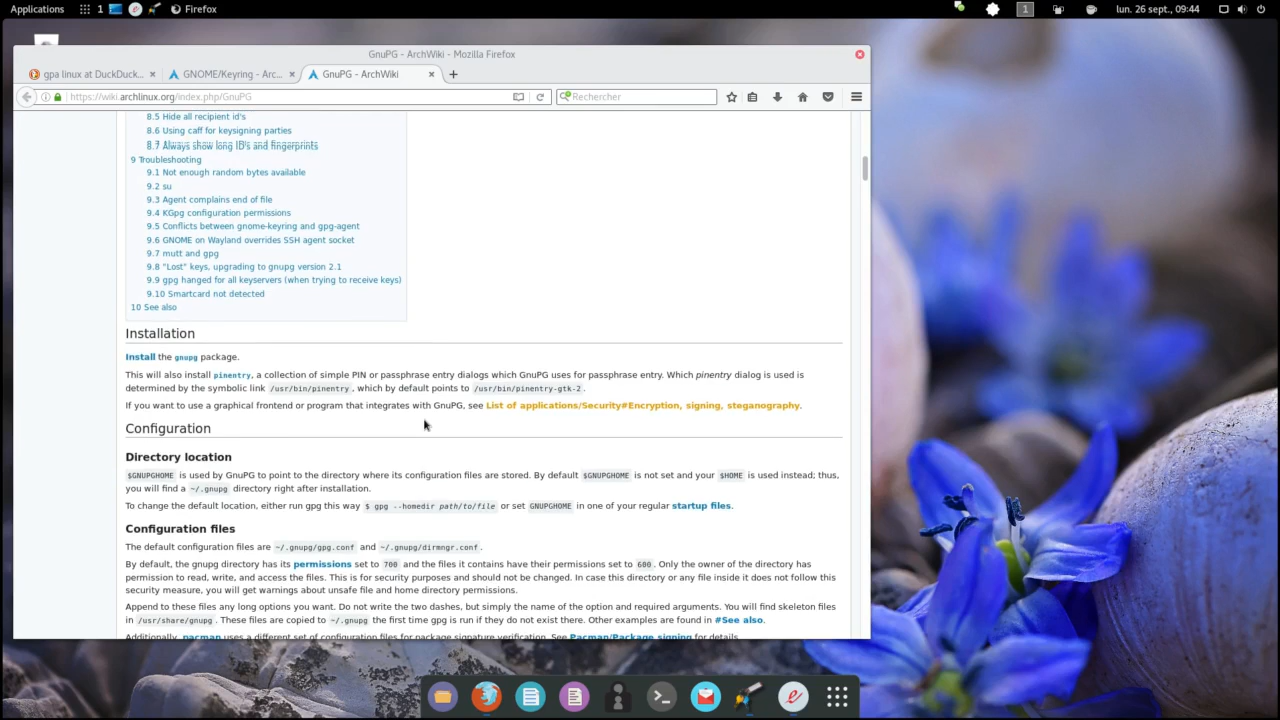 Applications 1 Firefox 1 lun. 26 sept., 09:44
GnuPG - ArchWiki - Mozilla Firefox
gpa linux at DuckDuck... GNOME/Keyring - Arc... GnuPG - ArchWiki
https://wiki.archlinux.org/index.php/GnuPG Rechercher
8.5 Hide all recipient id's
8.6 Using caff for keysigning parties
8.7 Always show long ID's and fingerprints
9 Troubleshooting
9.1 Not enough random bytes available
9.2 su
9.3 Agent complains end of file
9.4 KGpg configuration permissions
9.5 Conflicts between gnome-keyring and gpg-agent
9.6 GNOME on Wayland overrides SSH agent socket
9.7 mutt and gpg
9.8 "Lost" keys, upgrading to gnupg version 2.1
9.9 gpg hanged for all keyservers (when trying to receive keys)
9.10 Smartcard not detected
10 See also
Installation
Install the gnupg package.
This will also install pinentry, a collection of simple PIN or passphrase entry dialogs which GnuPG uses for passphrase entry. Which pinentry dialog is used is
determined by the symbolic link /usr/bin/pinentry, which by default points to /usr/bin/pinentry-gtk-2.
If you want to use a graphical frontend or program that integrates with GnuPG, see List of applications/Security#Encryption, signing, steganography.
Configuration
Directory location
$GNUPGHOME is used by GnuPG to point to the directory where its configuration files are stored. By default $GNUPGHOME is not set and your $HOME is used instead; thus,
you will find a ~/.gnupg directory right after installation.
To change the default location, either run gpg this way $ gpg --homedir path/to/file or set GNUPGHOME in one of your regular startup files.
Configuration files
The default configuration files are ~/.gnupg/gpg.conf and ~/.gnupg/dirmngr.conf.
By default, the gnupg directory has its permissions set to 700 and the files it contains have their permissions set to 600. Only the owner of the directory has
permission to read, write, and access the files. This is for security purposes and should not be changed. In case this directory or any file inside it does not follow this
security measure, you will get warnings about unsafe file and home directory permissions.
Append to these files any long options you want. Do not write the two dashes, but simply the name of the option and required arguments. You will find skeleton files
in /usr/share/gnupg. These files are copied to ~/.gnupg the first time gpg is run if they do not exist there. Other examples are found in #See also.
Additionally, pacman uses a different set of configuration files for package signature verification. See Pacman/Package signing for details.